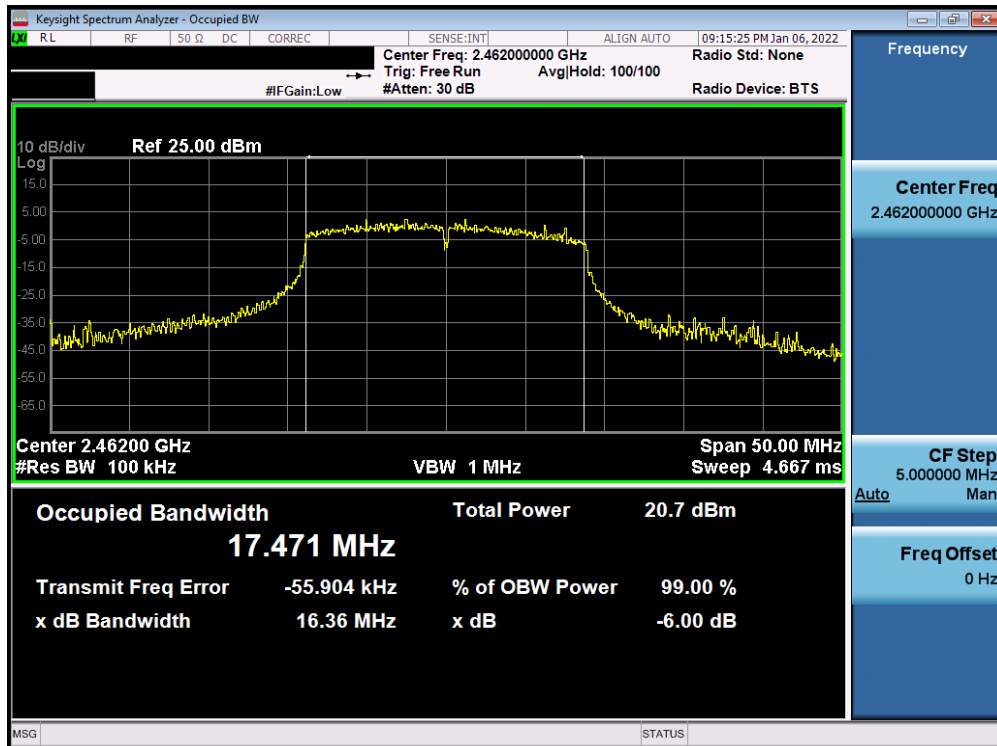 Keysight Spectrum Analyzer - Occupied BW
LXI RL RF 50 Ω DC CORREC SENSE:INT ALIGN AUTO 09:15:25 PM Jan 06, 2022
Center Freq: 2.462000000 GHz Radio Std: None
Trig: Free Run Avg|Hold: 100/100
#IFGain:Low #Atten: 30 dB Radio Device: BTS
10 dB/div Ref 25.00 dBm
Log
15.0
5.00
-5.00
-15.0
-25.0
-35.0
-45.0
-55.0
-65.0
Center 2.46200 GHz Span 50.00 MHz
#Res BW 100 kHz VBW 1 MHz Sweep 4.667 ms
Occupied Bandwidth Total Power 20.7 dBm
17.471 MHz
Transmit Freq Error -55.904 kHz % of OBW Power 99.00 %
x dB Bandwidth 16.36 MHz x dB -6.00 dB
MSG STATUS
Frequency
Center Freq
2.462000000 GHz
CF Step
5.000000 MHz
Auto Man
Freq Offset
0 Hz